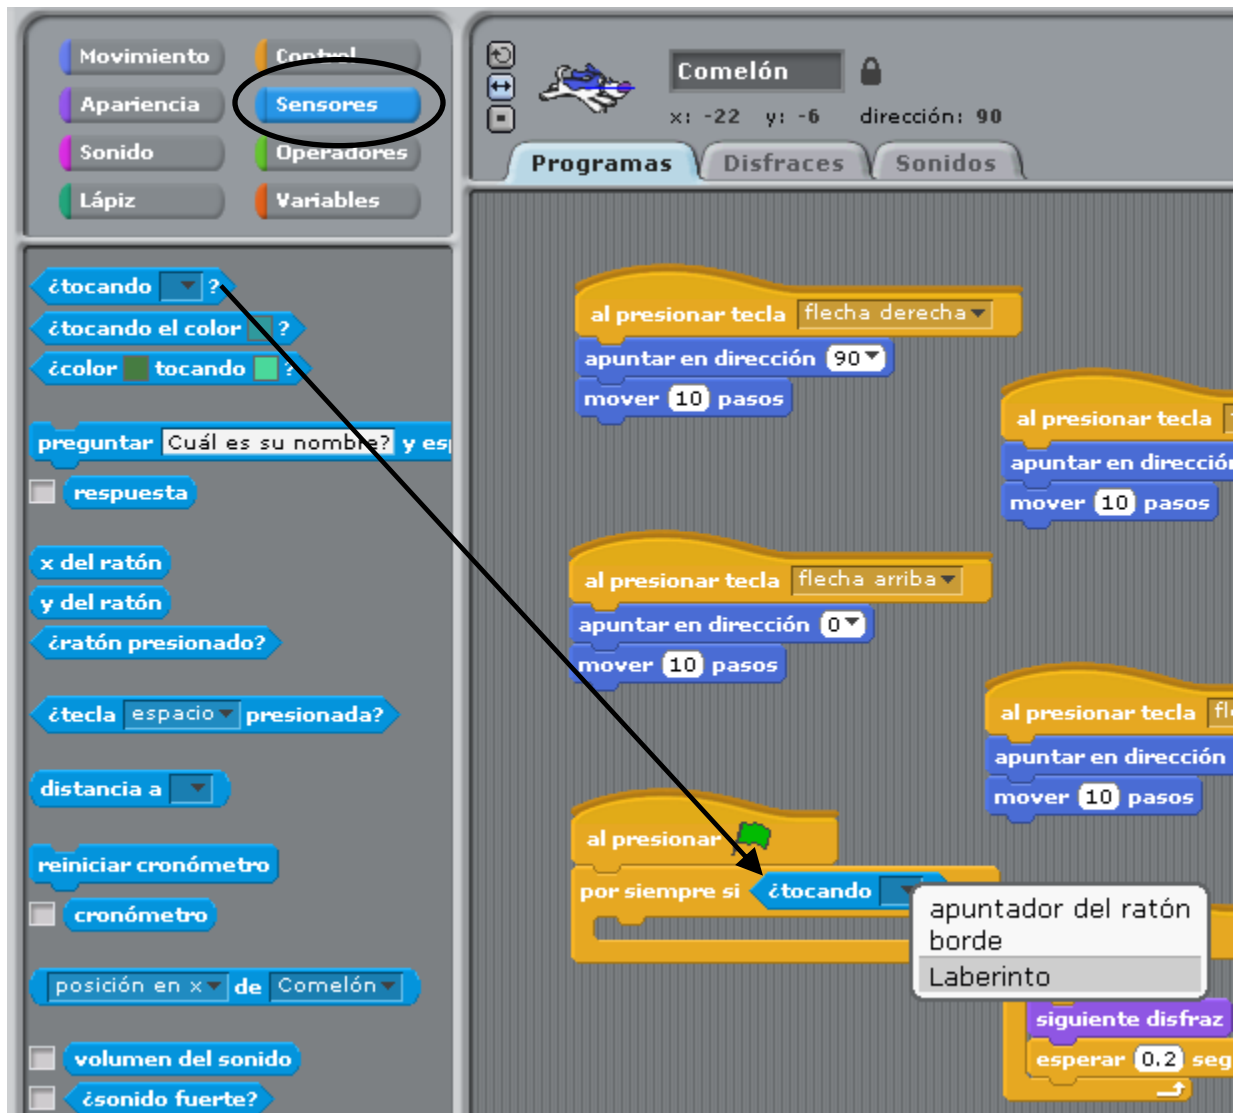 Movimiento
Control
Apariencia
Sensores
Sonido
Operadores
Lápiz
Variables
¿tocando ?
¿tocando el color ?
¿color tocando ?
preguntar Cuál es su nombre? y es
respuesta
x del ratón
y del ratón
¿ratón presionado?
¿tecla espacio presionada?
distancia a
reiniciar cronómetro
cronómetro
posición en x de Comelón
volumen del sonido
¿sonido fuerte?
Comelón
x: -22 y: -6 dirección: 90
Programas
Disfraces
Sonidos
al presionar tecla flecha derecha
apuntar en dirección 90
mover 10 pasos
al presionar tecla
apuntar en dirección
mover 10 pasos
al presionar tecla flecha arriba
apuntar en dirección 0
mover 10 pasos
al presionar tecla fle
apuntar en dirección
mover 10 pasos
al presionar
por siempre si ¿tocando
apuntador del ratón
borde
Laberinto
siguiente disfraz
esperar 0.2 seg